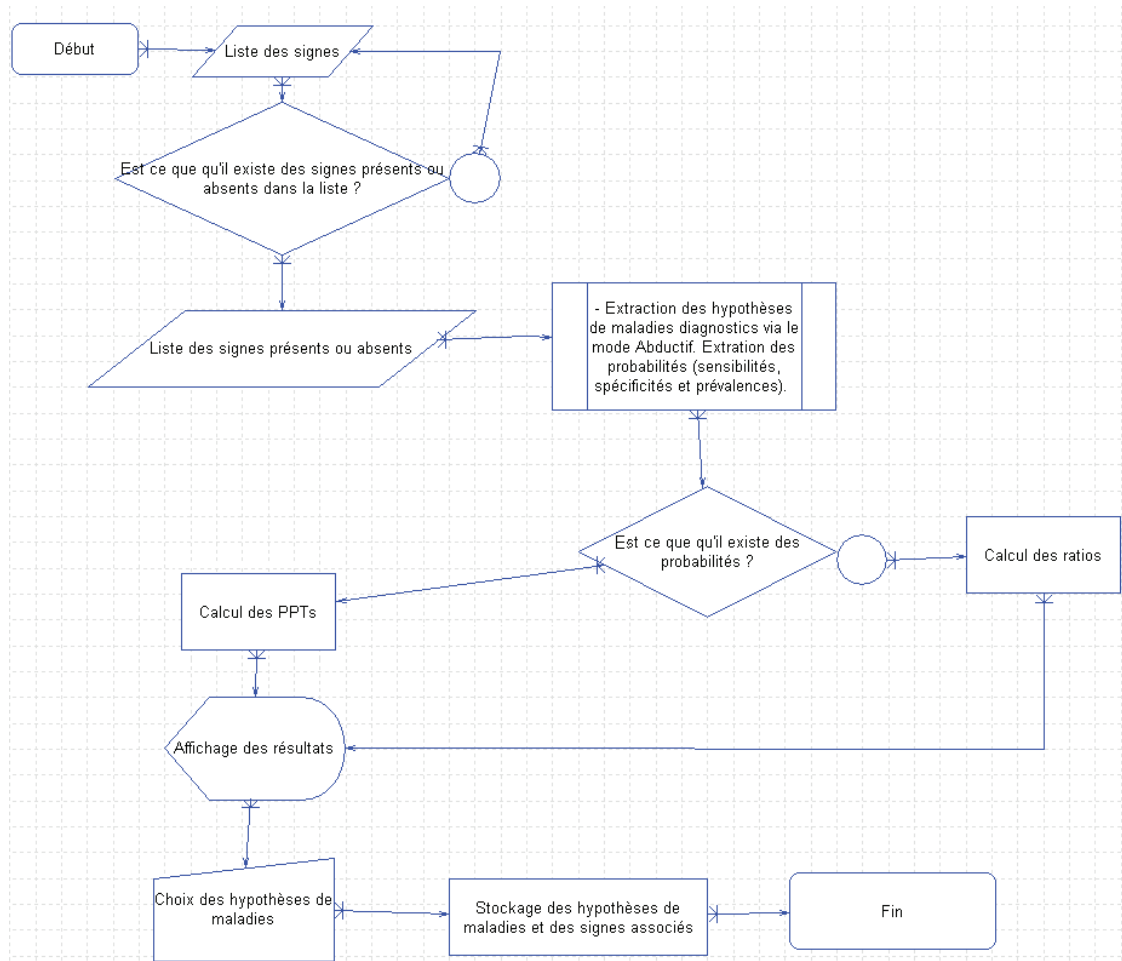 Début
Liste des signes
Est ce que qu'il existe des signes présents ou
absents dans la liste ?
Liste des signes présents ou absents
- Extraction des hypothèses
de maladies diagnostics via le
mode Abductif. Extration des
probabilités (sensibilités,
spécificités et prévalences).
Est ce que qu'il existe des
probabilités ?
Calcul des ratios
Calcul des PPTs
Affichage des résultats
Choix des hypothèses de
maladies
Stockage des hypothèses de
maladies et des signes associés
Fin